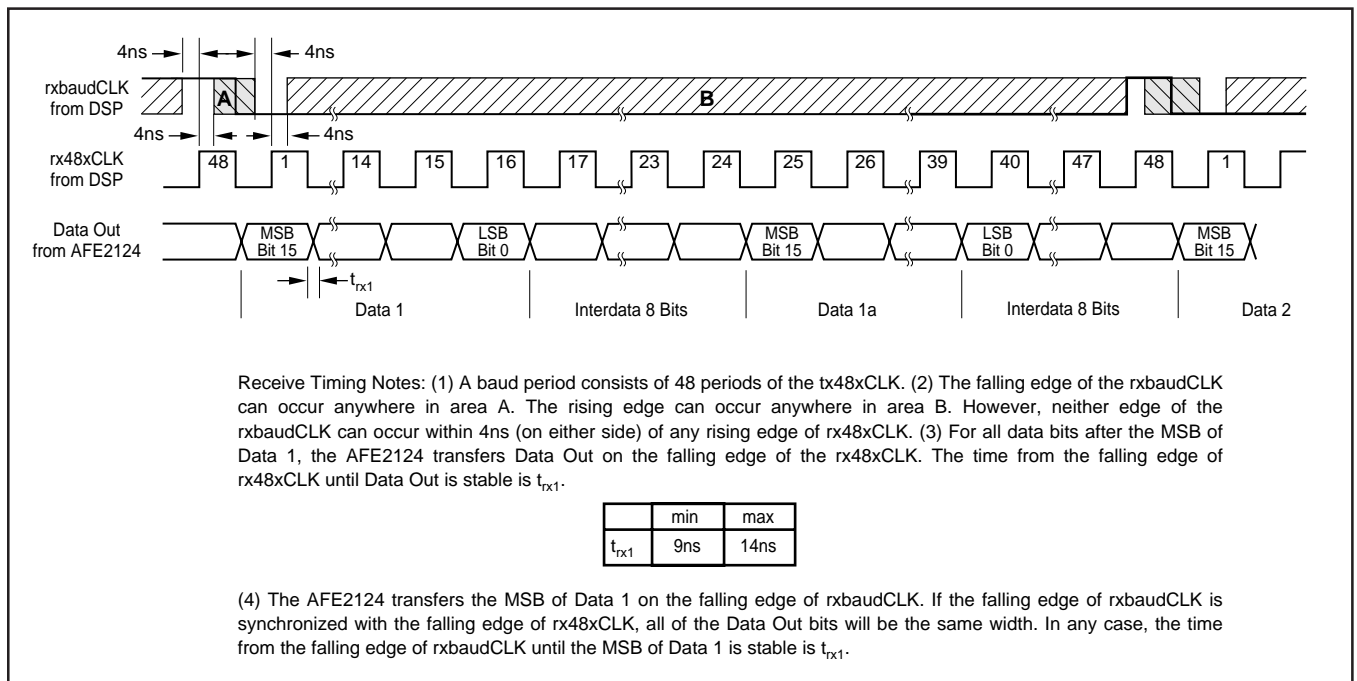 4ns 4ns
rxbaudCLK
from DSP
A B
4ns 4ns
rx48xCLK
from DSP
48 1 14 15 16 17 23 24 25 26 39 40 47 48 1
Data Out
from AFE2124
MSB
Bit 15
LSB
Bit 0
MSB
Bit 15
LSB
Bit 0
MSB
Bit 15
trx1
Data 1 Interdata 8 Bits Data 1a Interdata 8 Bits Data 2
Receive Timing Notes: (1) A baud period consists of 48 periods of the tx48xCLK. (2) The falling edge of the rxbaudCLK
can occur anywhere in area A. The rising edge can occur anywhere in area B. However, neither edge of the
rxbaudCLK can occur within 4ns (on either side) of any rising edge of rx48xCLK. (3) For all data bits after the MSB of
Data 1, the AFE2124 transfers Data Out on the falling edge of the rx48xCLK. The time from the falling edge of
rx48xCLK until Data Out is stable is trx1.
min max
trx1 9ns 14ns
(4) The AFE2124 transfers the MSB of Data 1 on the falling edge of rxbaudCLK. If the falling edge of rxbaudCLK is
synchronized with the falling edge of rx48xCLK, all of the Data Out bits will be the same width. In any case, the time
from the falling edge of rxbaudCLK until the MSB of Data 1 is stable is trx1.